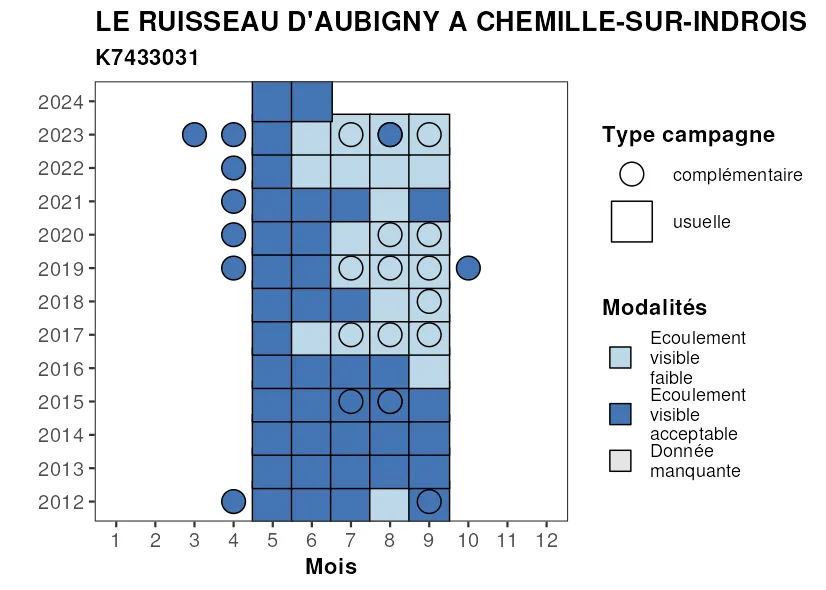 LE RUISSEAU D'AUBIGNY A CHEMILLE-SUR-INDROIS
K7433031
2024
2023
2022
2021
2020
2019
2018
2017
2016
2015
2014
2013
2012
1 2 3 4 5 6 7 8 9 10 11 12
Mois
Type campagne
complémentaire
usuelle
Modalités
Ecoulement
visible
faible
Ecoulement
visible
acceptable
Donnée
manquante